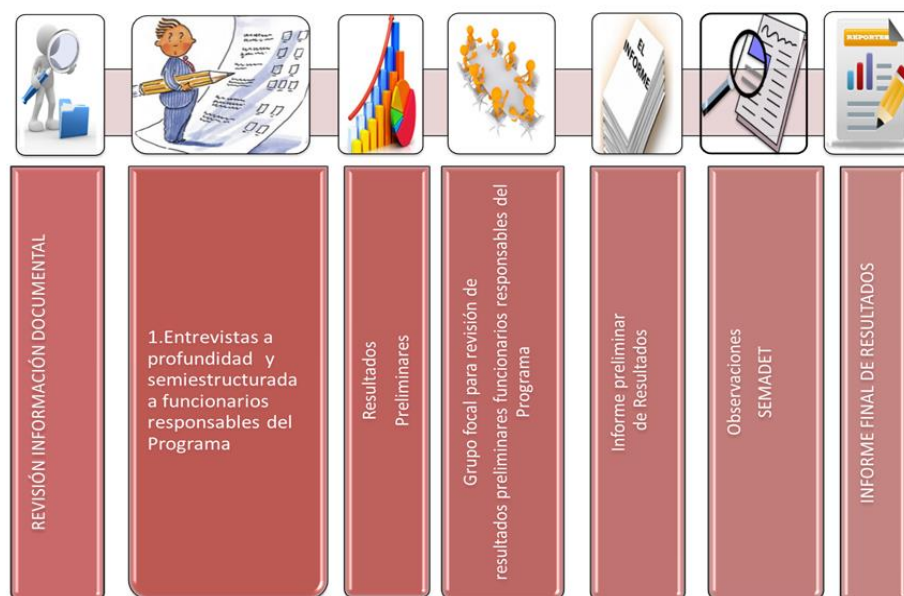 EL
INFORME
REPORTES
REVISIÓN INFORMACIÓN DOCUMENTAL
1.Entrevistas a
profundidad y
semiestructurada
a funcionarios
responsables del
Programa
Resultados
Preliminares
Grupo focal para revisión de
resultados preliminares funcionarios responsables del
Programa
Informe preliminar
de Resultados
Observaciones
SEMADET
INFORME FINAL DE RESULTADOS